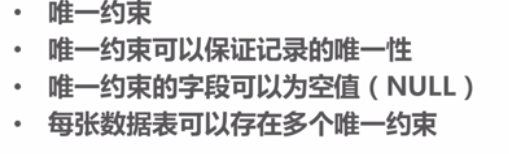 • 唯一约束
• 唯一约束可以保证记录的唯一性
• 唯一约束的字段可以为空值（NULL）
• 每张数据表可以存在多个唯一约束